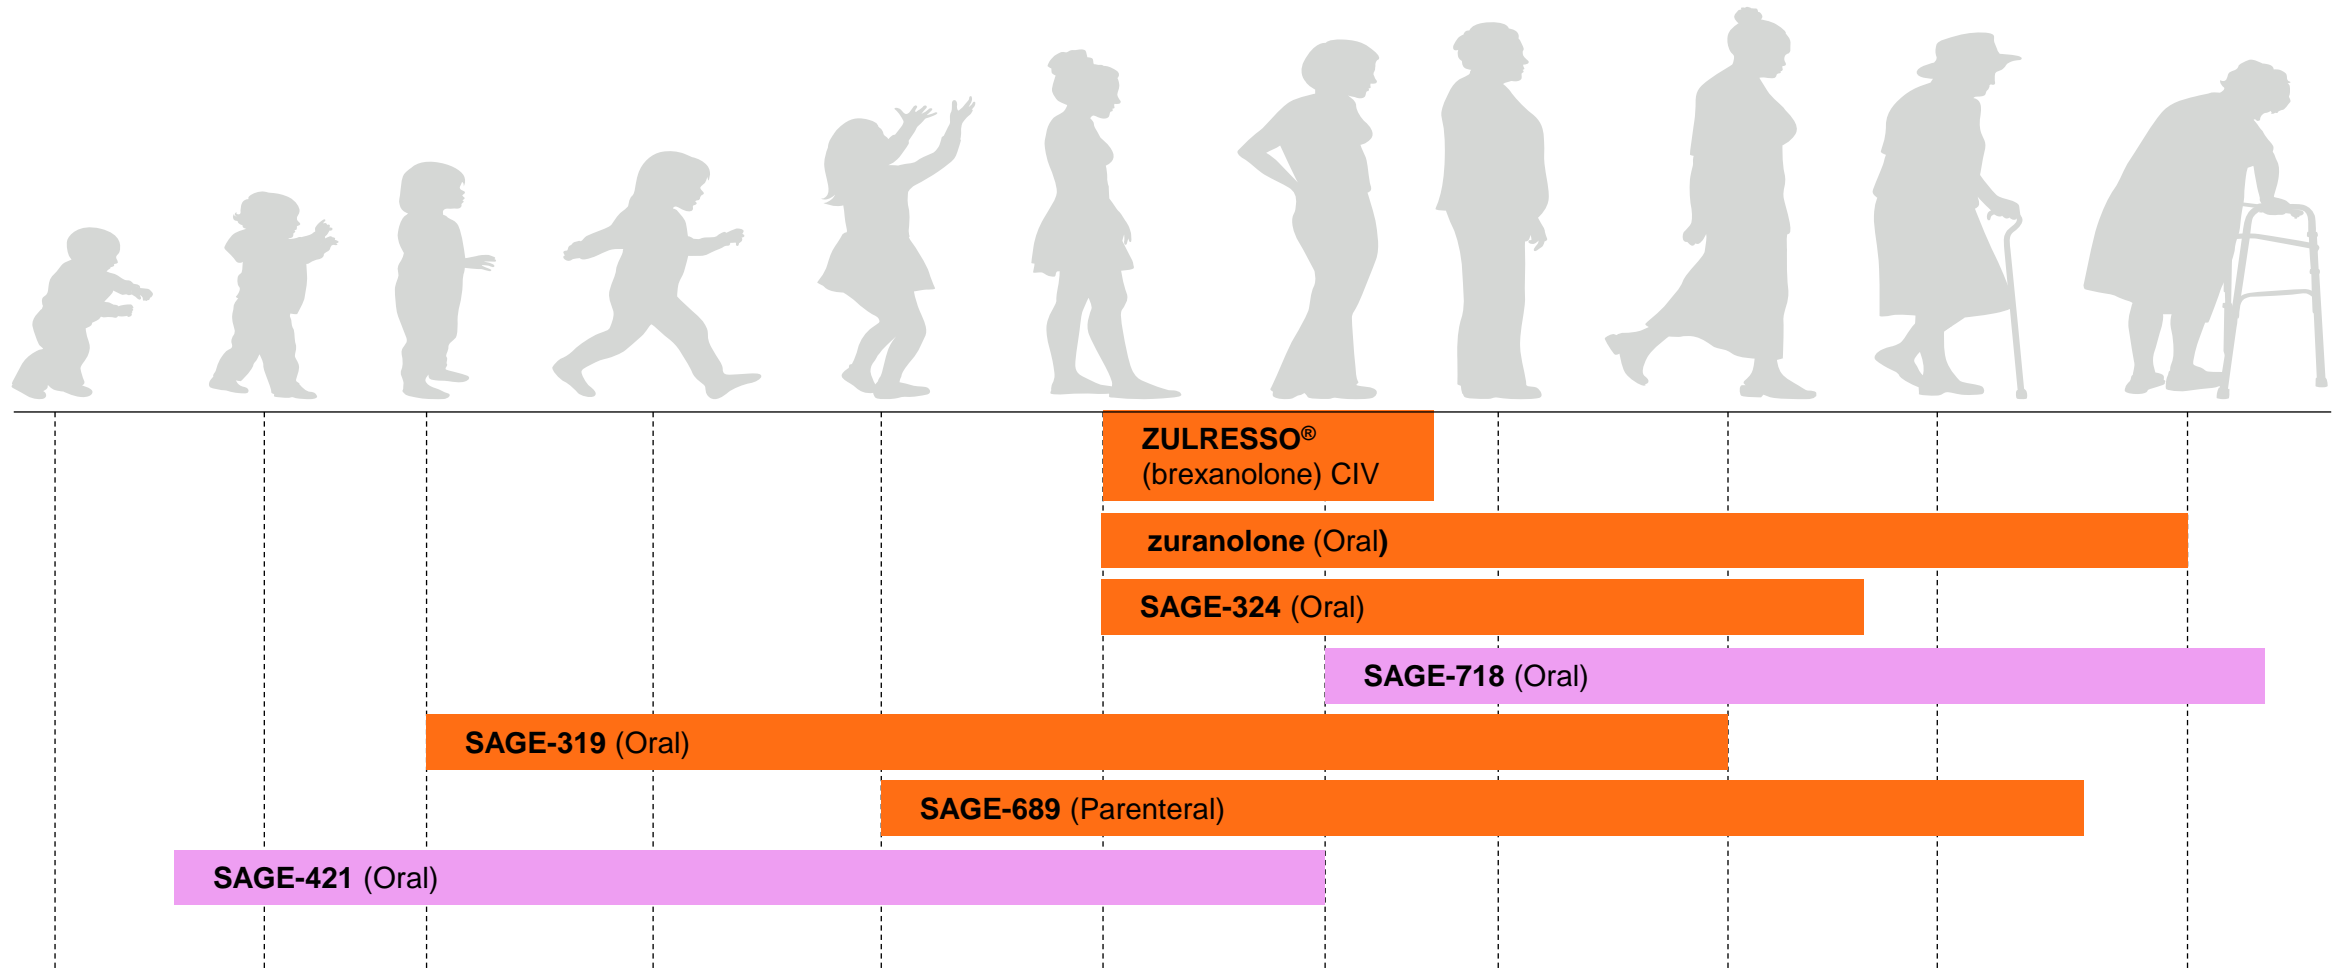 ZULRESSO®
(brexanolone) CIV
zuranolone (Oral)
SAGE-324 (Oral)
SAGE-718 (Oral)
SAGE-319 (Oral)
SAGE-689 (Parenteral)
SAGE-421 (Oral)